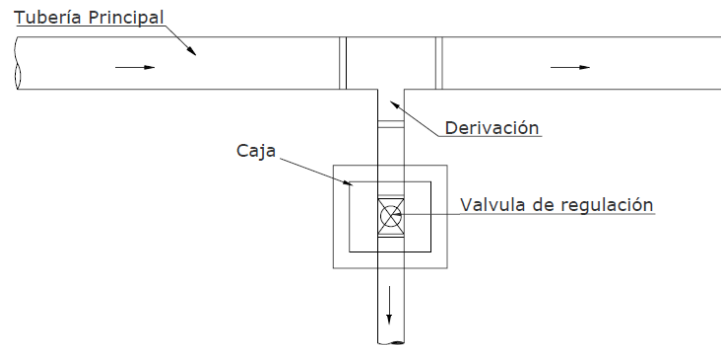 Tubería Principal
Derivación
Caja
Valvula de regulación